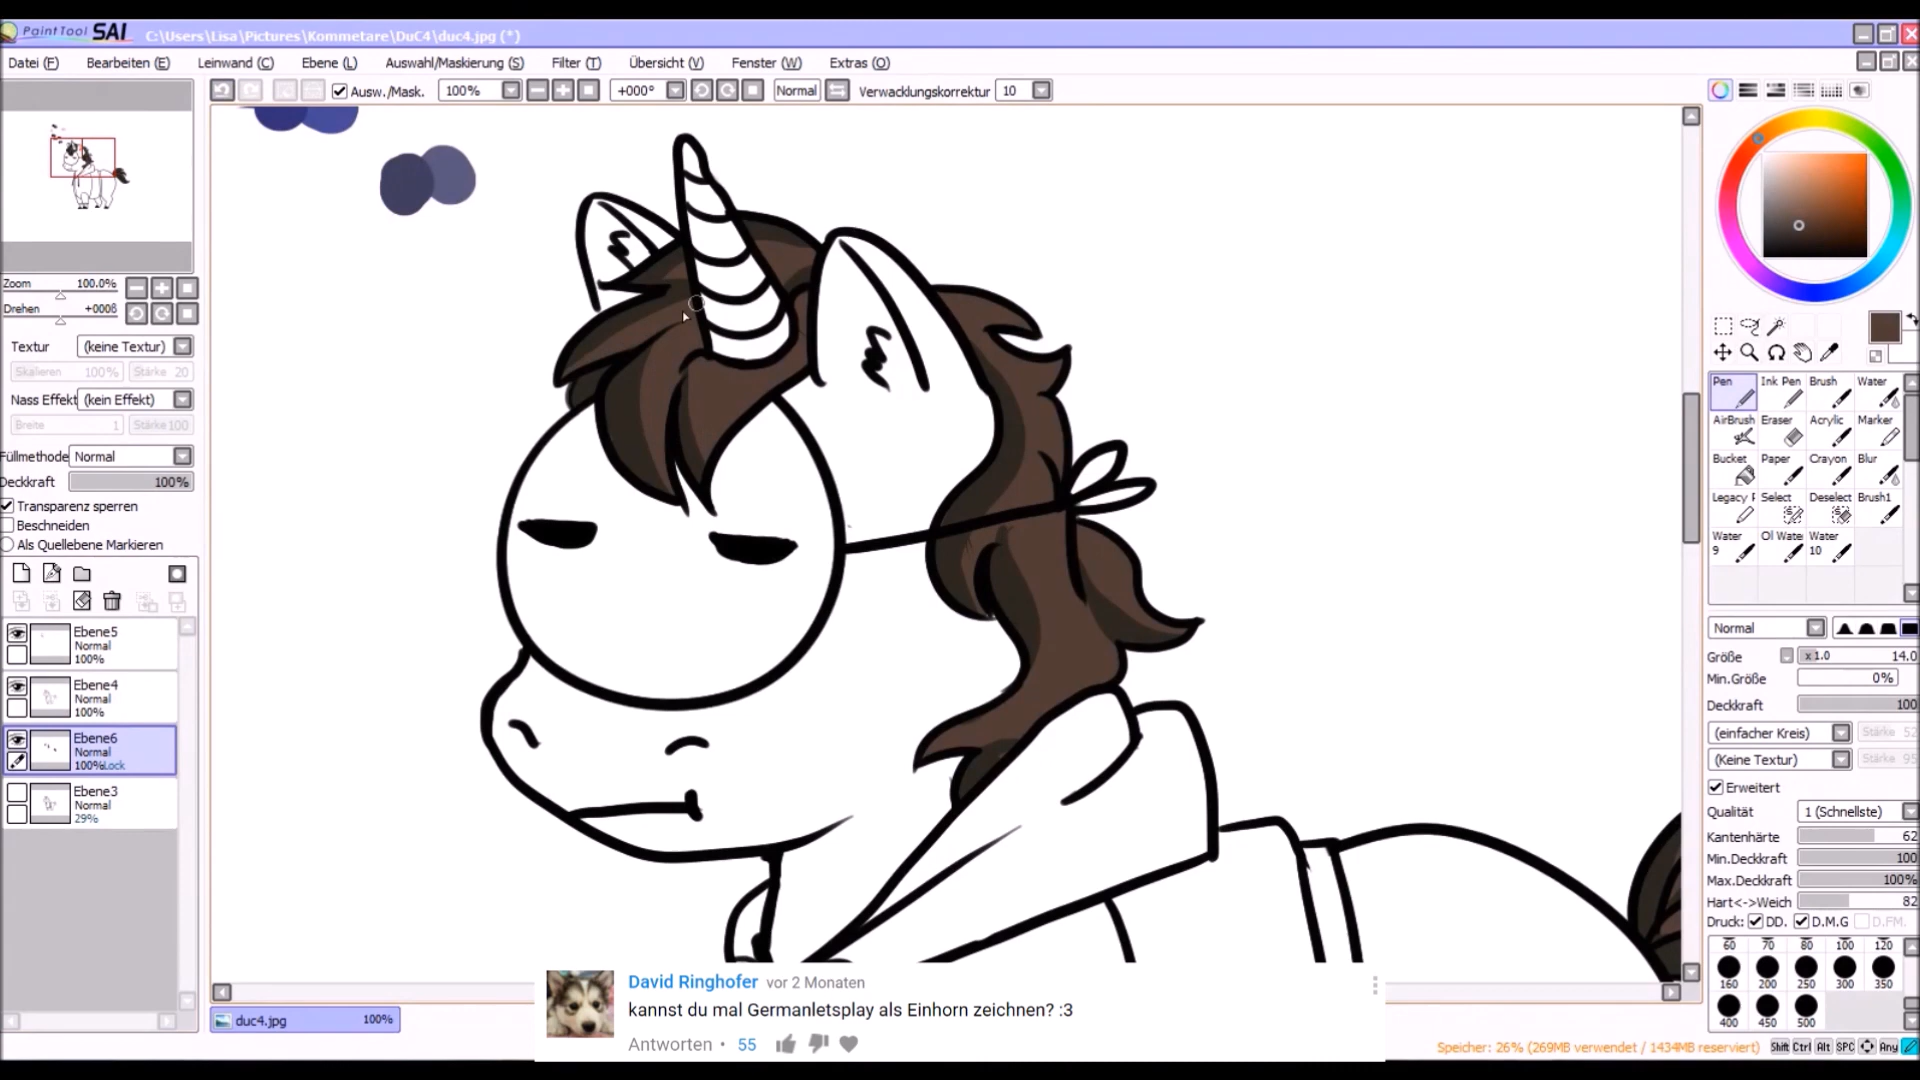 PaintTool SAI C:\Users\Lisa\Pictures\Kommetare\DuC4\duc4.jpg (*)
Datei (F) Bearbeiten (E) Leinwand (C) Ebene (L) Auswahl/Maskierung (S) Filter (T) Übersicht (V) Fenster (W) Extras (O)
Ausw./Mask. 100% +000° Normal Verwacklungskorrektur 10
Zoom 100.0%
Drehen
Textur (keine Textur)
Skalieren 100% Stärke 20
Nass Effekt (kein Effekt)
Breite 1 Stärke 100
Füllmethode Normal
Deckkraft 100%
Transparenz sperren
Beschneiden
Als Quellebene Markieren
Ebene5
Normal
100%
Ebene4
Normal
100%
Ebene6
Normal
100% Lock
Ebene3
Normal
29%
duc4.jpg 100%
Pen Ink Pen Brush Water
AirBrush Eraser Acrylic Marker
Bucket Paper Crayon Blur
Legacy F Select Deselect Brush1
Water 9 Ol Wate Water 10
Normal
Größe x1.0 14.0
Min.Größe 0%
Deckkraft 100
(einfacher Kreis) Stärke 52
(Keine Textur) Stärke 95
Erweitert
Qualität 1 (Schnellste)
Kantenhärte 62
Min.Deckkraft 100
Max.Deckkraft 100%
Hart<->Weich 82
Druck: DD. D.M.G D.FM.
60 70 80 100 120
160 200 250 300 350
400 450 500
David Ringhofer vor 2 Monaten
kannst du mal Germanletsplay als Einhorn zeichnen? :3
Antworten • 55
Speicher: 26% (269MB verwendet / 1434MB reserviert) Shift Ctrl Alt SPC Any